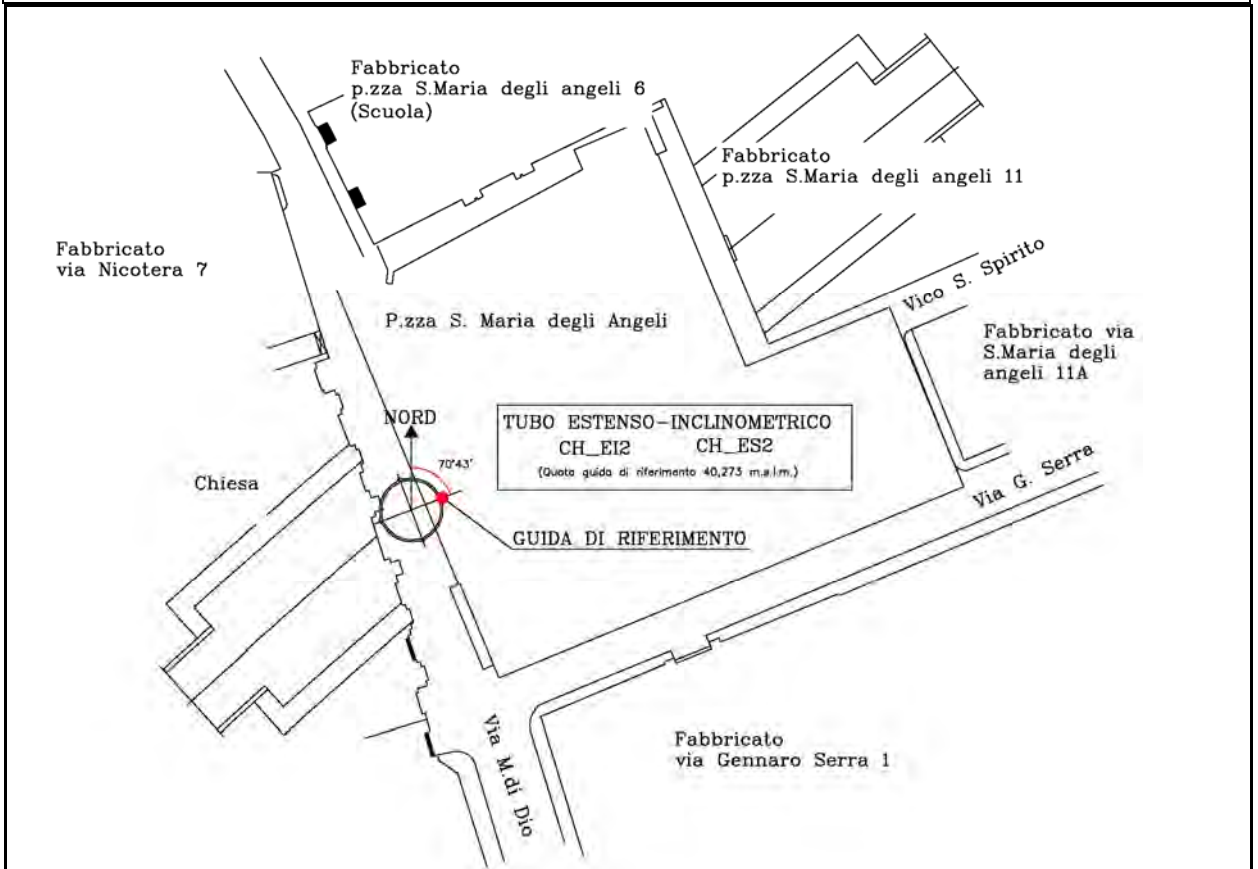 Fabbricato
p.zza S.Maria degli angeli 6
(Scuola)
Fabbricato
p.zza S.Maria degli angeli 11
Fabbricato
via Nicotera 7
Vico S. Spirito
P.zza S. Maria degli Angeli
Fabbricato via
S.Maria degli
angeli 11A
NORD
70°43'
TUBO ESTENSO-INCLINOMETRICO
CH_EI2 CH_ES2
(Quota guida di riferimento 40,273 m.s.l.m.)
Chiesa
Via G. Serra
GUIDA DI RIFERIMENTO
Via M.di Dio
Fabbricato
via Gennaro Serra 1